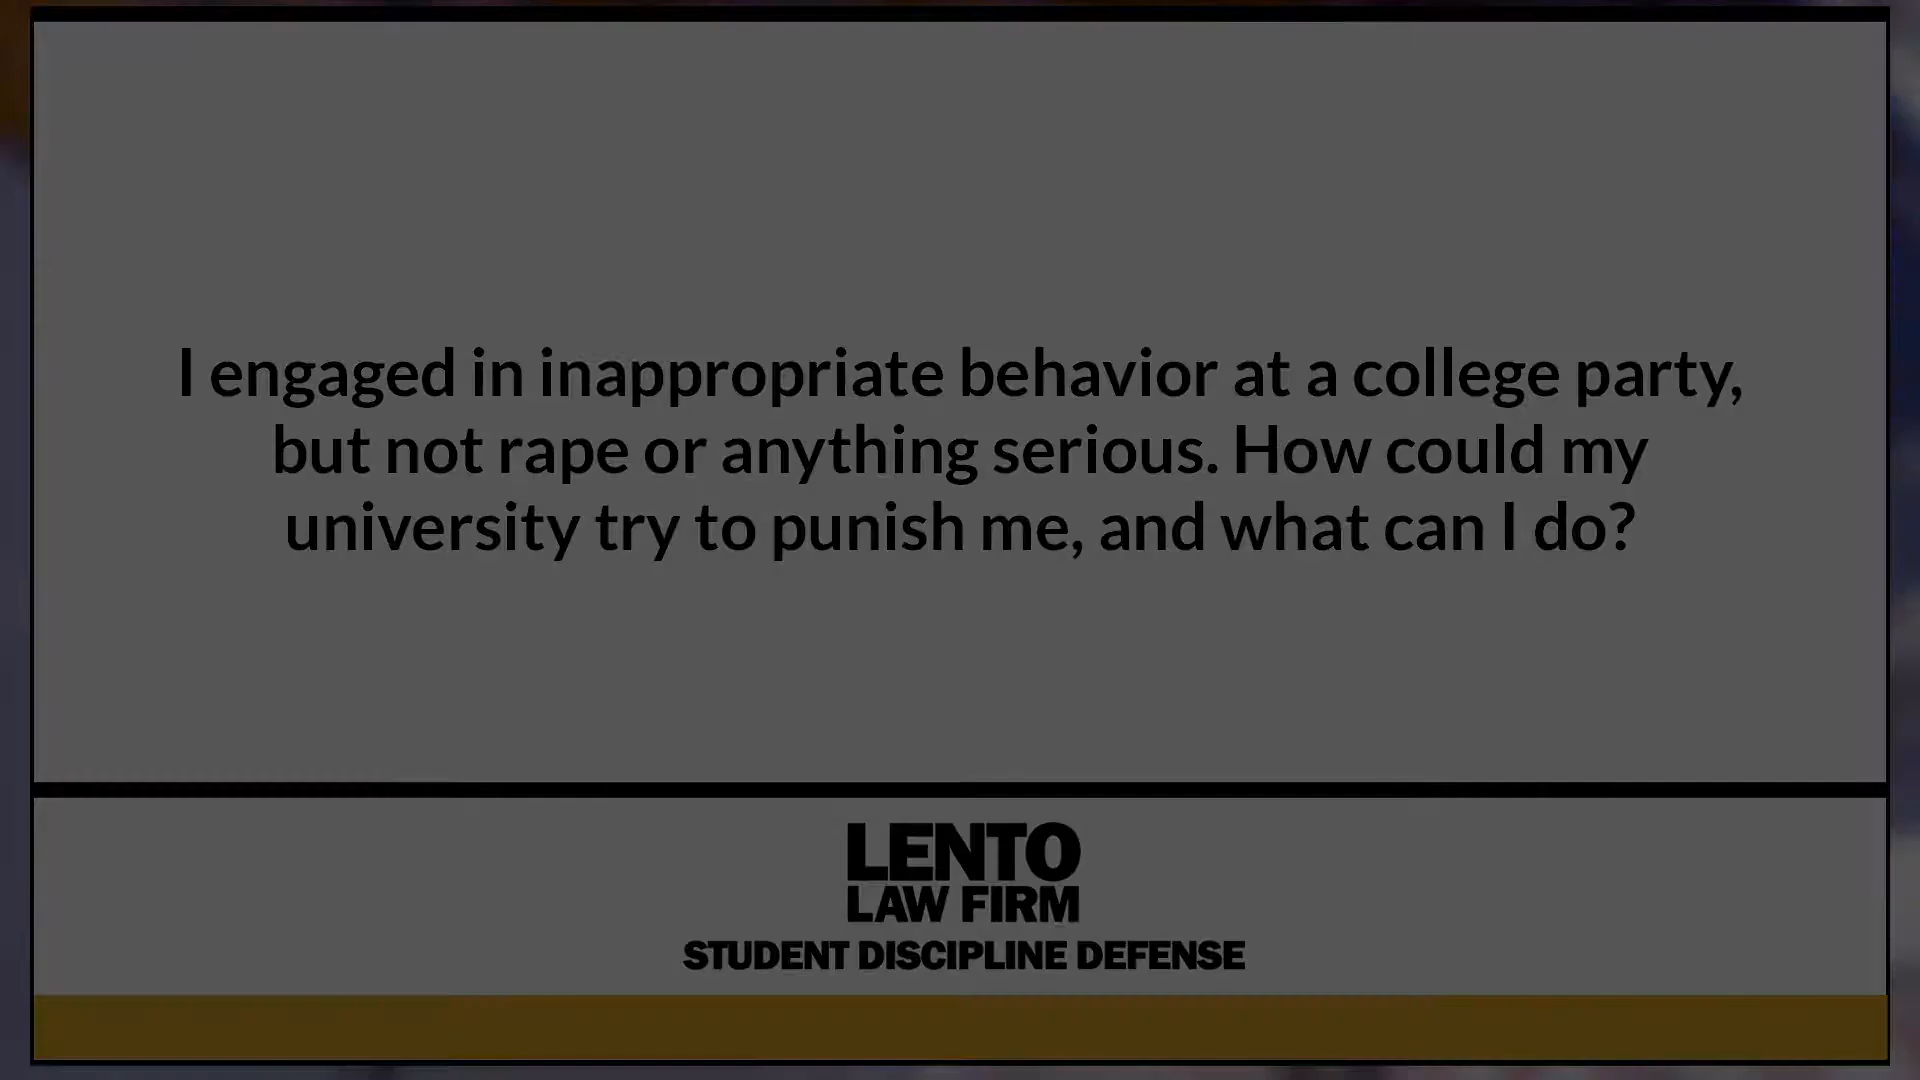 I engaged in inappropriate behavior at a college party,
but not rape or anything serious. How could my
university try to punish me, and what can I do?
LENTO
LAW FIRM
STUDENT DISCIPLINE DEFENSE